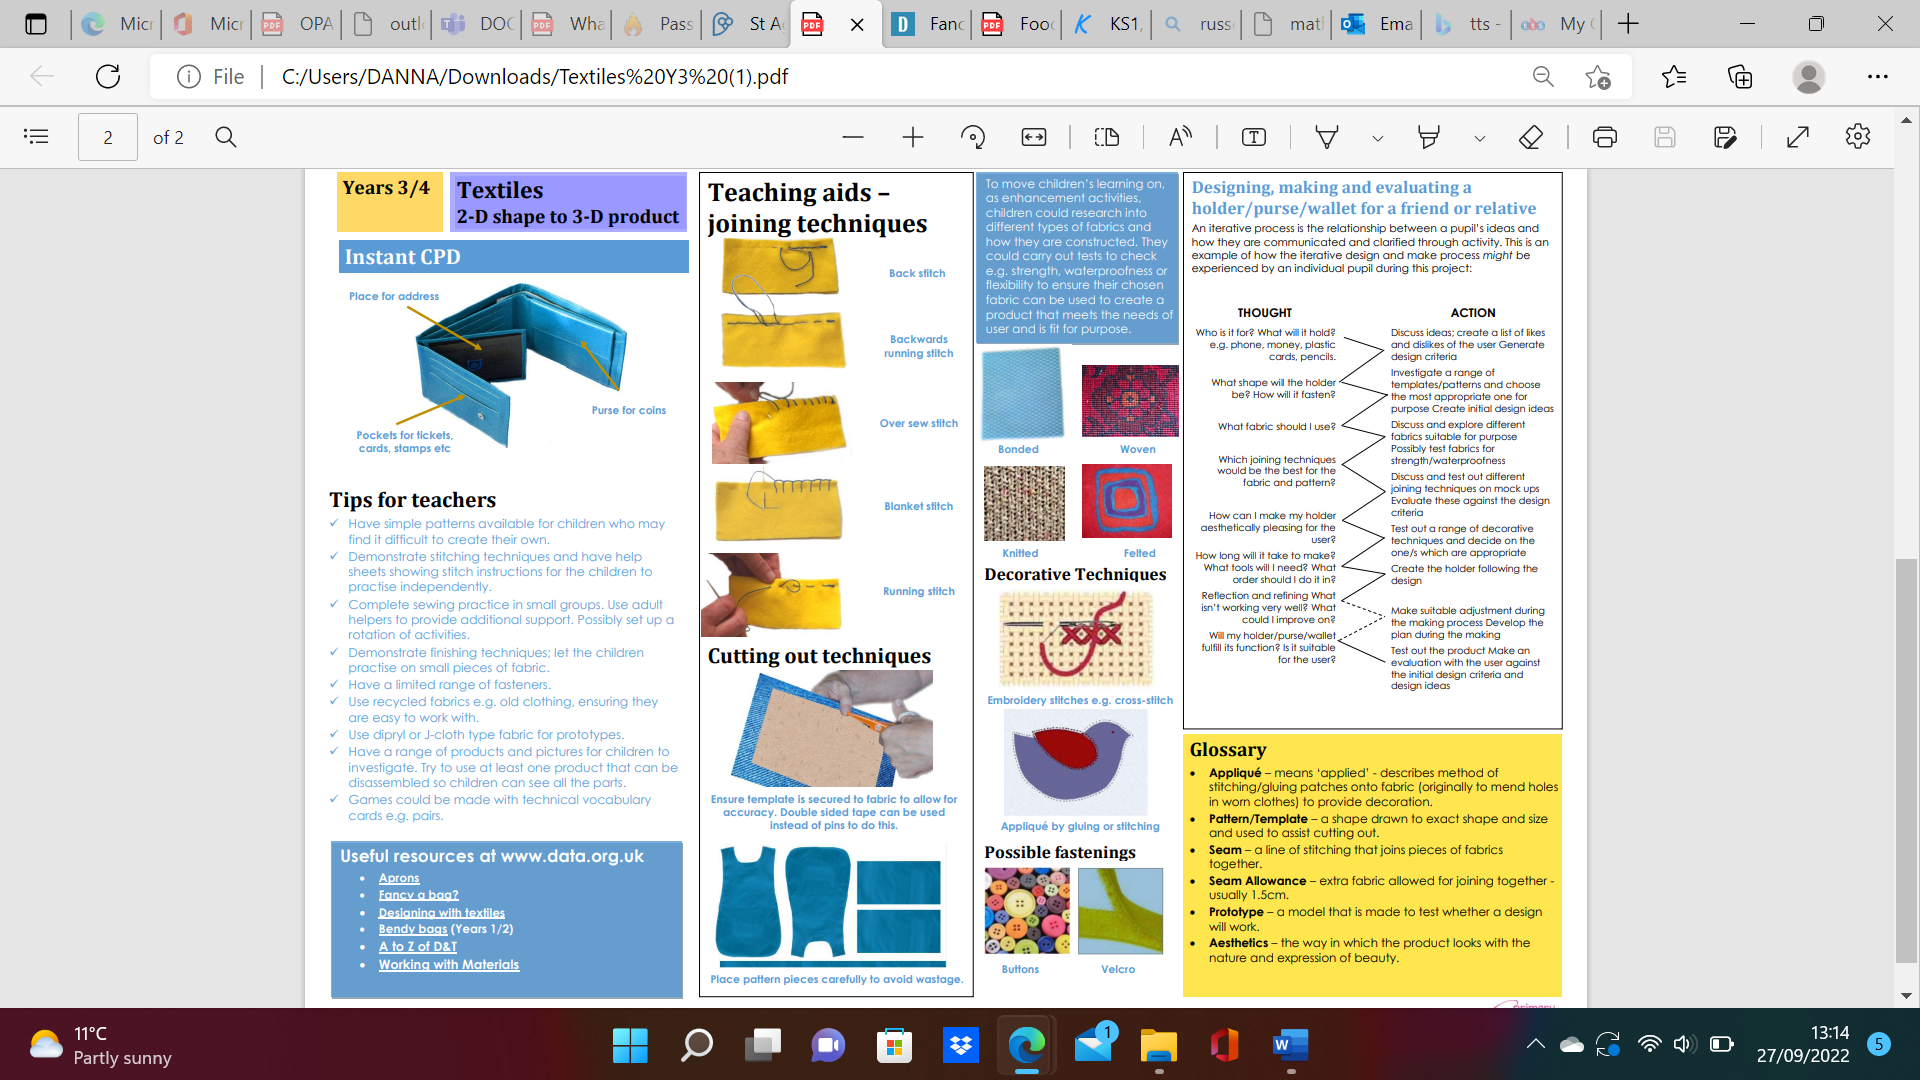 Micr
Micr
OPA
outl
DOC
Wha
Pass
St Ag
Fanc
Food
KS1,
russ
mat
Ema
tts -
My C
File
C:/Users/DANNA/Downloads/Textiles%20Y3%20(1).pdf
2
of 2
Years 3/4
Textiles
2-D shape to 3-D product
Instant CPD
Place for address
Purse for coins
Pockets for tickets,
cards, stamps etc
Tips for teachers
✓ Have simple patterns available for children who may
find it difficult to create their own.
✓ Demonstrate stitching techniques and have help
sheets showing stitch instructions for the children to
practise independently.
✓ Complete sewing practice in small groups. Use adult
helpers to provide additional support. Possibly set up a
rotation of activities.
✓ Demonstrate finishing techniques; let the children
practise on small pieces of fabric.
✓ Have a limited range of fasteners.
✓ Use recycled fabrics e.g. old clothing, ensuring they
are easy to work with.
✓ Use dipryl or J-cloth type fabric for prototypes.
✓ Have a range of products and pictures for children to
investigate. Try to use at least one product that can be
disassembled so children can see all the parts.
✓ Games could be made with technical vocabulary
cards e.g. pairs.
Useful resources at www.data.org.uk
• Aprons
• Fancy a bag?
• Designing with textiles
• Bendy bags (Years 1/2)
• A to Z of D&T
• Working with Materials
Teaching aids –
joining techniques
Back stitch
Backwards
running stitch
Over sew stitch
Blanket stitch
Running stitch
Cutting out techniques
Ensure template is secured to fabric to allow for
accuracy. Double sided tape can be used
instead of pins to do this.
Place pattern pieces carefully to avoid wastage.
To move children's learning on,
as enhancement activities,
children could research into
different types of fabrics and
how they are constructed. They
could carry out tests to check
e.g. strength, waterproofness or
flexibility to ensure their chosen
fabric can be used to create a
product that meets the needs of
user and is fit for purpose.
Bonded
Woven
Knitted
Felted
Decorative Techniques
Embroidery stitches e.g. cross-stitch
Appliqué by gluing or stitching
Possible fastenings
Buttons
Velcro
Designing, making and evaluating a
holder/purse/wallet for a friend or relative
An iterative process is the relationship between a pupil's ideas and
how they are communicated and clarified through activity. This is an
example of how the iterative design and make process might be
experienced by an individual pupil during this project:
THOUGHT
Who is it for? What will it hold?
e.g. phone, money, plastic
cards, pencils.
What shape will the holder
be? How will it fasten?
What fabric should I use?
Which joining techniques
would be the best for the
fabric and pattern?
How can I make my holder
aesthetically pleasing for the
user?
How long will it take to make?
What tools will I need? What
order should I do it in?
Reflection and refining What
isn't working very well? What
could I improve on?
Will my holder/purse/wallet
fulfill its function? Is it suitable
for the user?
ACTION
Discuss ideas; create a list of likes
and dislikes of the user Generate
design criteria
Investigate a range of
templates/patterns and choose
the most appropriate one for
purpose Create initial design ideas
Discuss and explore different
fabrics suitable for purpose
Possibly test fabrics for
strength/waterproofness
Discuss and test out different
joining techniques on mock ups
Evaluate these against the design
criteria
Test out a range of decorative
techniques and decide on the
one/s which are appropriate
Create the holder following the
design
Make suitable adjustment during
the making process Develop the
plan during the making
Test out the product Make an
evaluation with the user against
the initial design criteria and
design ideas
Glossary
• Appliqué – means ‘applied’ - describes method of
stitching/gluing patches onto fabric (originally to mend holes
in worn clothes) to provide decoration.
• Pattern/Template – a shape drawn to exact shape and size
and used to assist cutting out.
• Seam – a line of stitching that joins pieces of fabrics
together.
• Seam Allowance – extra fabric allowed for joining together -
usually 1.5cm.
• Prototype – a model that is made to test whether a design
will work.
• Aesthetics – the way in which the product looks with the
nature and expression of beauty.
11°C
Partly sunny
1
13:14
27/09/2022
5